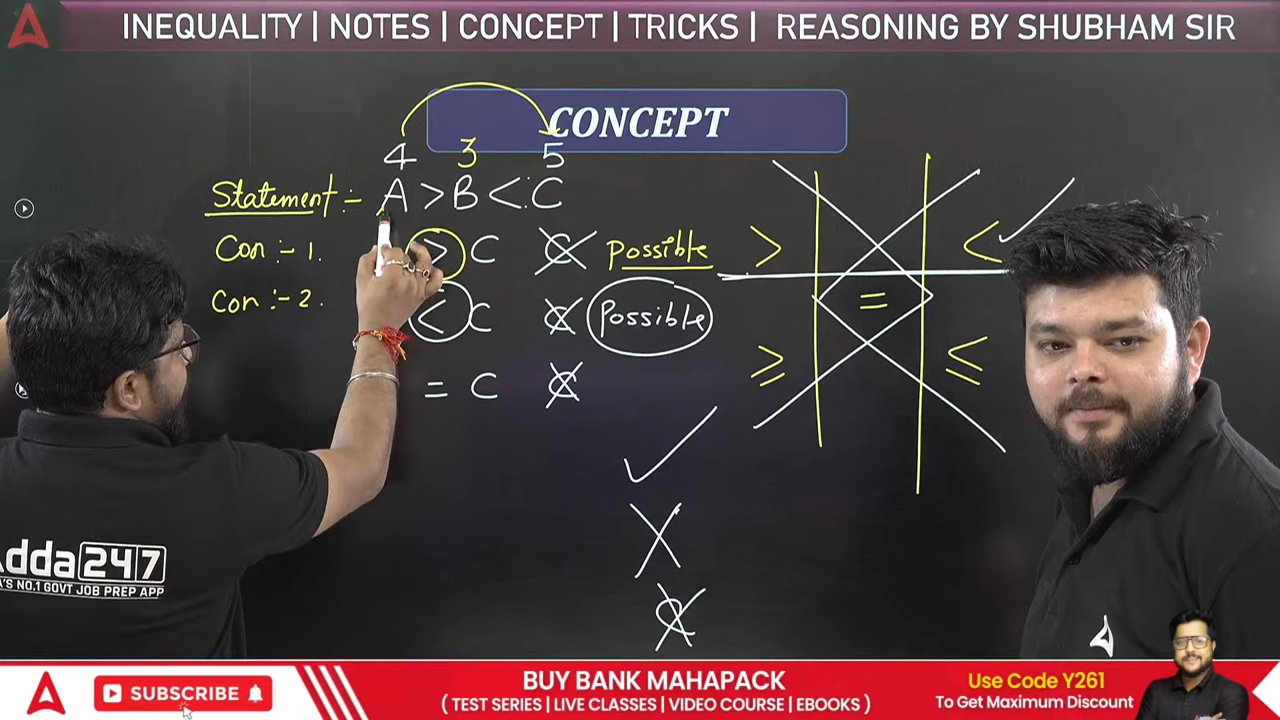 INEQUALITY | NOTES | CONCEPT | TRICKS | REASONING BY SHUBHAM SIR
CONCEPT
4 3 5
Statement :- A > B < C
Con :- 1. > C possible
Con :- 2. < C Possible
= C
> <
=
≥ ≤
dda247
A'S NO.1 GOVT JOB PREP APP
SUBSCRIBE
BUY BANK MAHAPACK
( TEST SERIES | LIVE CLASSES | VIDEO COURSE | EBOOKS )
Use Code Y261
To Get Maximum Discount